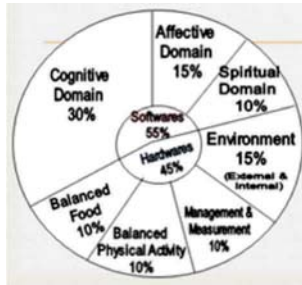 Affective
Domain
15%
Spiritual
Domain
10%
Environment
15%
(External &
Internal)
Management &
Measurement
10%
Balanced
Physical Activity
10%
Balanced
Food
10%
Cognitive
Domain
30%
Softwares
55%
Hardwares
45%